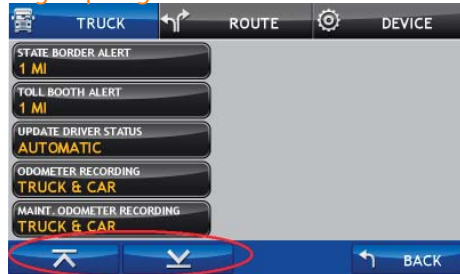 TRUCK ROUTE DEVICE
STATE BORDER ALERT
1 MI
TOLL BOOTH ALERT
1 MI
UPDATE DRIVER STATUS
AUTOMATIC
ODOMETER RECORDING
TRUCK & CAR
MAINT. ODOMETER RECORDING
TRUCK & CAR
BACK